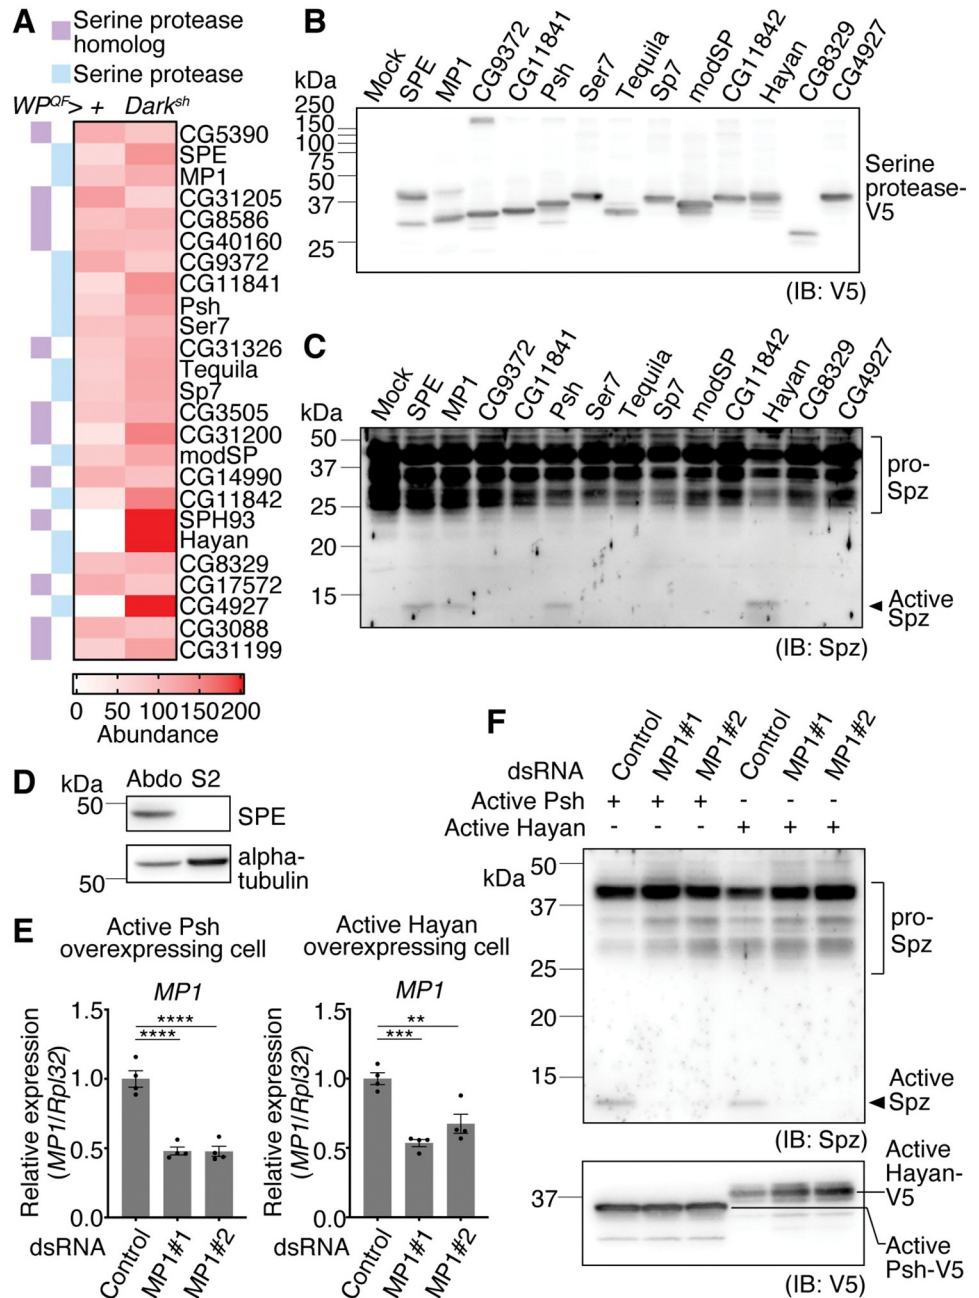 A
Serine protease
homolog
Serine protease
WP^QF> + Dark^sh
CG5390
SPE
MP1
CG31205
CG8586
CG40160
CG9372
CG11841
Psh
Ser7
CG31326
Tequila
Sp7
CG3505
CG31200
modSP
CG14990
CG11842
SPH93
Hayan
CG8329
CG17572
CG4927
CG3088
CG31199
0 50 100 150 200
Abundance
B
Mock SPE MP1 CG9372 CG11841 Psh Ser7 Tequila Sp7 modSP CG11842 Hayan CG8329 CG4927
kDa
250
150
100
75
50
37
25
Serine
protease-
V5
(IB: V5)
C
Mock SPE MP1 CG9372 CG11841 Psh Ser7 Tequila Sp7 modSP CG11842 Hayan CG8329 CG4927
kDa
50
37
25
20
15
pro-
Spz
Active
Spz
(IB: Spz)
D
kDa Abdo S2
50
SPE
50
alpha-
tubulin
E
Active Psh
overexpressing cell
MP1
Relative expression
(MP1/Rpl32)
1.5
1.0
0.5
0.0
****
****
dsRNA
Control MP1#1 MP1#2
Active Hayan
overexpressing cell
MP1
Relative expression
(MP1/Rpl32)
1.5
1.0
0.5
0.0
**
***
dsRNA
Control MP1#1 MP1#2
F
dsRNA Control MP1#1 MP1#2 Control MP1#1 MP1#2
Active Psh + + + - - -
Active Hayan - - - + + +
kDa
50
37
25
20
15
pro-
Spz
Active
Spz
(IB: Spz)
37
Active
Hayan-
V5
Active
Psh-V5
(IB: V5)